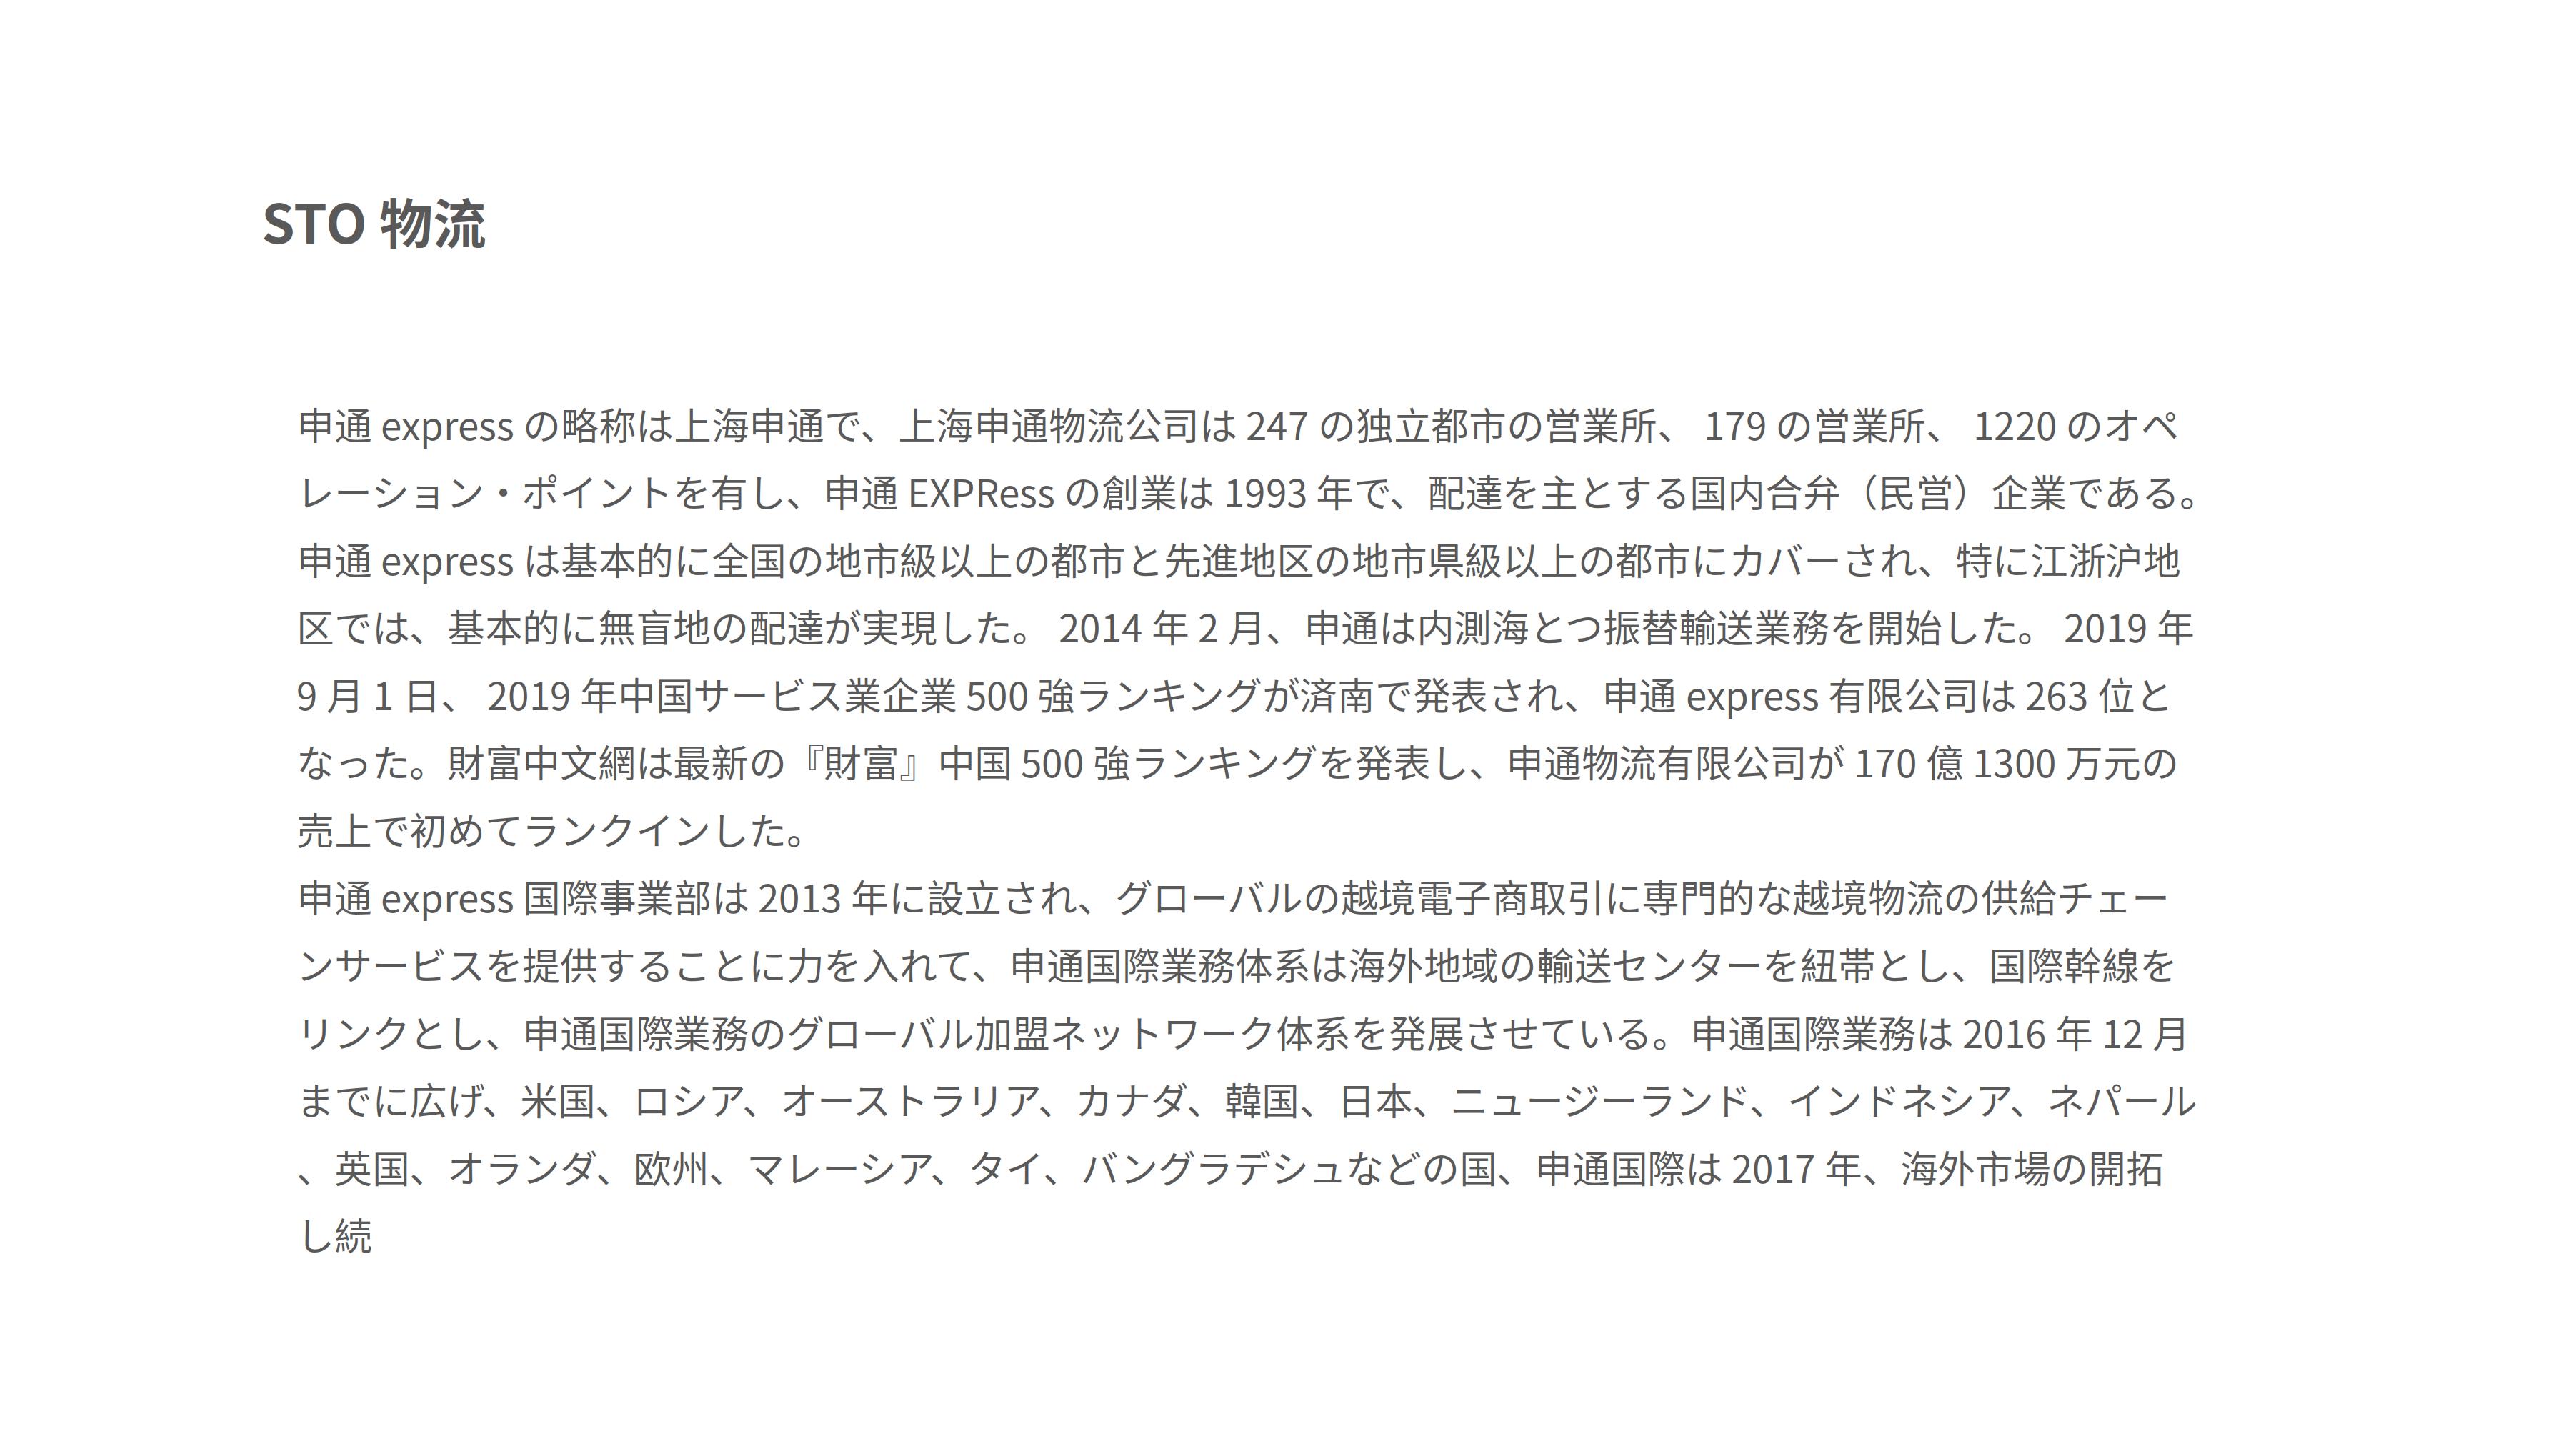 STO 物流
申通 express の略称は上海申通で、上海申通物流公司は 247 の独立都市の営業所、 179 の営業所、 1220 のオペ
レーション・ポイントを有し、申通 EXPRess の創業は 1993 年で、配達を主とする国内合弁（民営）企業である。
申通 express は基本的に全国の地市級以上の都市と先進地区の地市県級以上の都市にカバーされ、特に江浙沪地
区では、基本的に無盲地の配達が実現した。 2014 年 2 月、申通は内測海とつ振替輸送業務を開始した。 2019 年
9 月 1 日、 2019 年中国サービス業企業 500 強ランキングが済南で発表され、申通 express 有限公司は 263 位と
なった。財富中文網は最新の『財富』中国 500 強ランキングを発表し、申通物流有限公司が 170 億 1300 万元の
売上で初めてランクインした。
申通 express 国際事業部は 2013 年に設立され、グローバルの越境電子商取引に専門的な越境物流の供給チェー
ンサービスを提供することに力を入れて、申通国際業務体系は海外地域の輸送センターを紐帯とし、国際幹線を
リンクとし、申通国際業務のグローバル加盟ネットワーク体系を発展させている。申通国際業務は 2016 年 12 月
までに広げ、米国、ロシア、オーストラリア、カナダ、韓国、日本、ニュージーランド、インドネシア、ネパール
、英国、オランダ、欧州、マレーシア、タイ、バングラデシュなどの国、申通国際は 2017 年、海外市場の開拓
し続